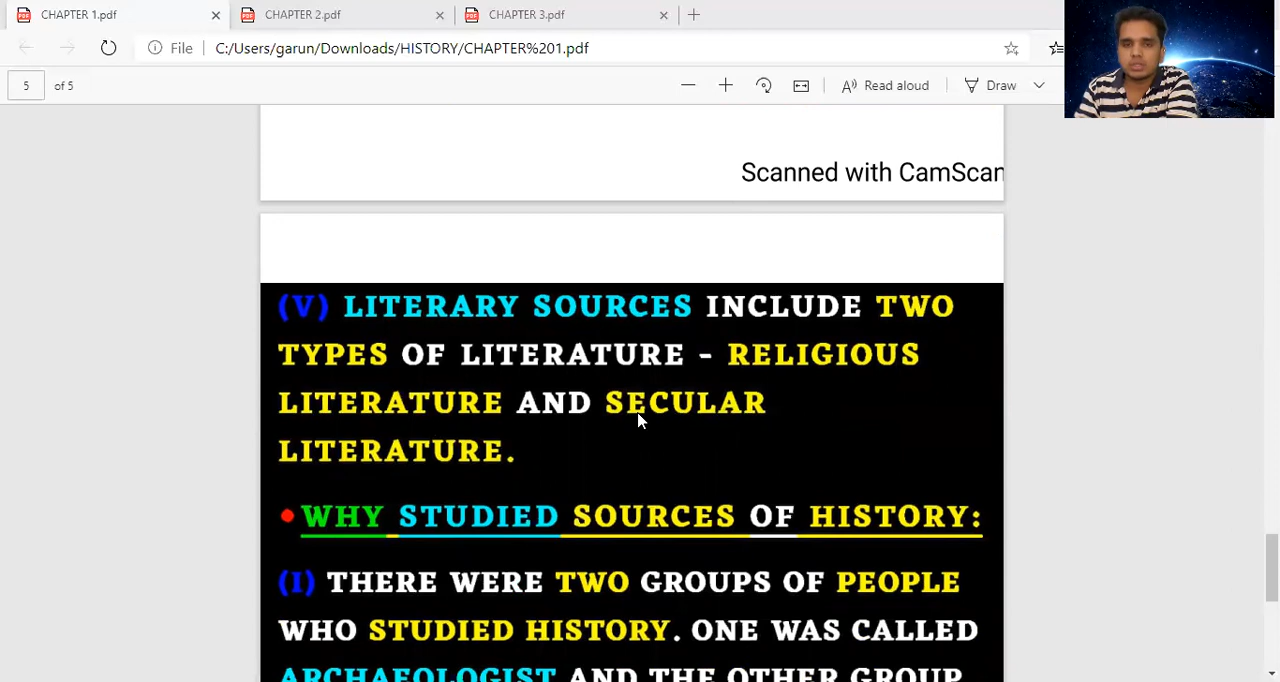 CHAPTER 1.pdf
CHAPTER 2.pdf
CHAPTER 3.pdf
File
C:/Users/garun/Downloads/HISTORY/CHAPTER%201.pdf
5 of 5
Read aloud
Draw
Scanned with CamScan
(V) LITERARY SOURCES INCLUDE TWO
TYPES OF LITERATURE - RELIGIOUS
LITERATURE AND SECULAR
LITERATURE.
• WHY STUDIED SOURCES OF HISTORY:
(I) THERE WERE TWO GROUPS OF PEOPLE
WHO STUDIED HISTORY. ONE WAS CALLED
ARCHAEOLOGIST AND THE OTHER GROUP